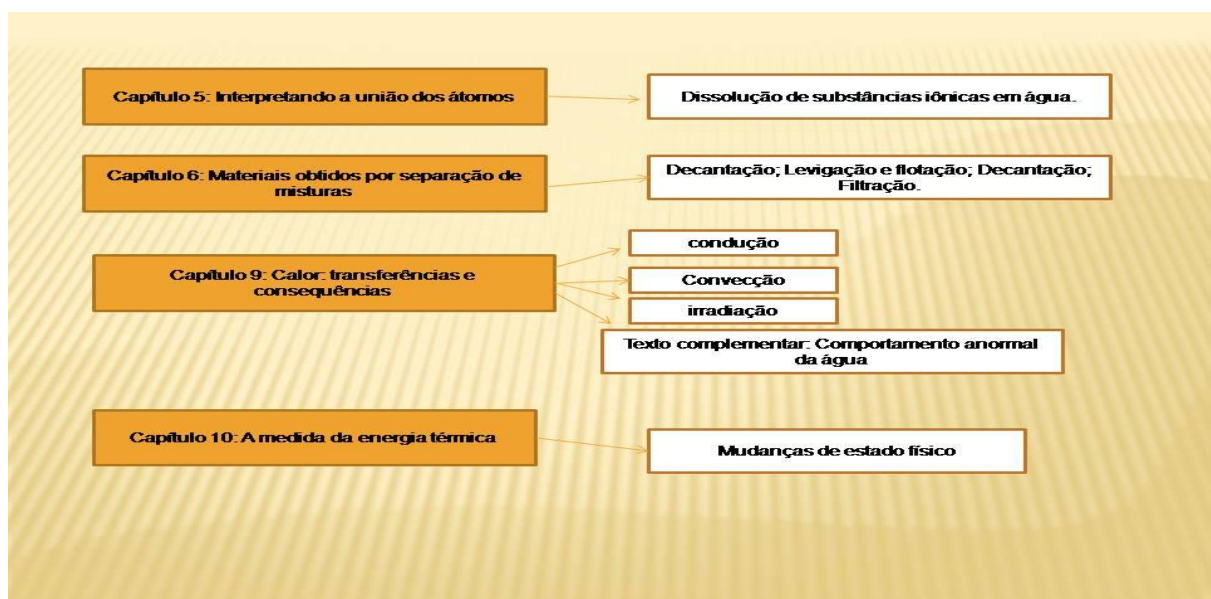 Capítulo 5: Interpretando a união dos átomos
Dissolução de substâncias iônicas em água.
Capítulo 6: Materiais obtidos por separação de
misturas
Decantação; Levigação e flotação; Decantação;
Filtração.
Capítulo 9: Calor: transferências e
consequências
condução
Convecção
irradiação
Texto complementar: Comportamento anormal
da água
Capítulo 10: A medida da energia térmica
Mudanças de estado físico